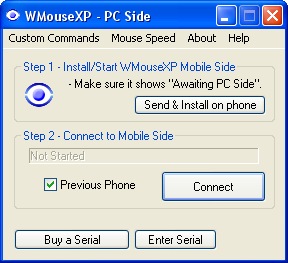 WMouseXP - PC Side
Custom Commands Mouse Speed About Help
Step 1 - Install/Start WMouseXP Mobile Side
- Make sure it shows "Awaiting PC Side".
Send & Install on phone
Step 2 - Connect to Mobile Side
Not Started
Previous Phone
Connect
Buy a Serial Enter Serial